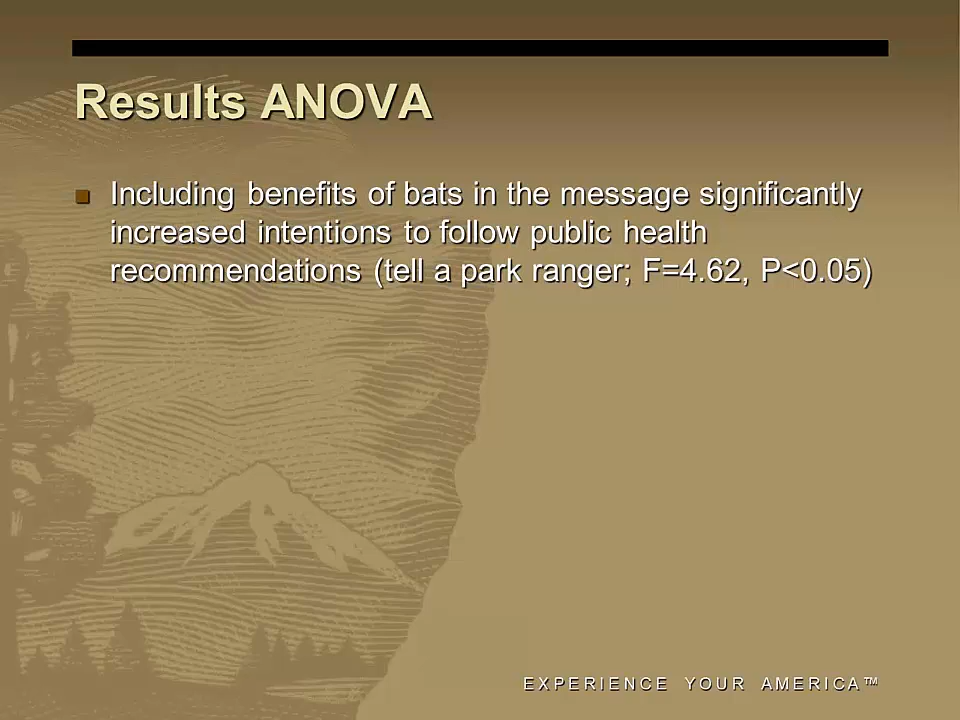 Results ANOVA
Including benefits of bats in the message significantly
increased intentions to follow public health
recommendations (tell a park ranger; F=4.62, P<0.05)
EXPERIENCE YOUR AMERICA™